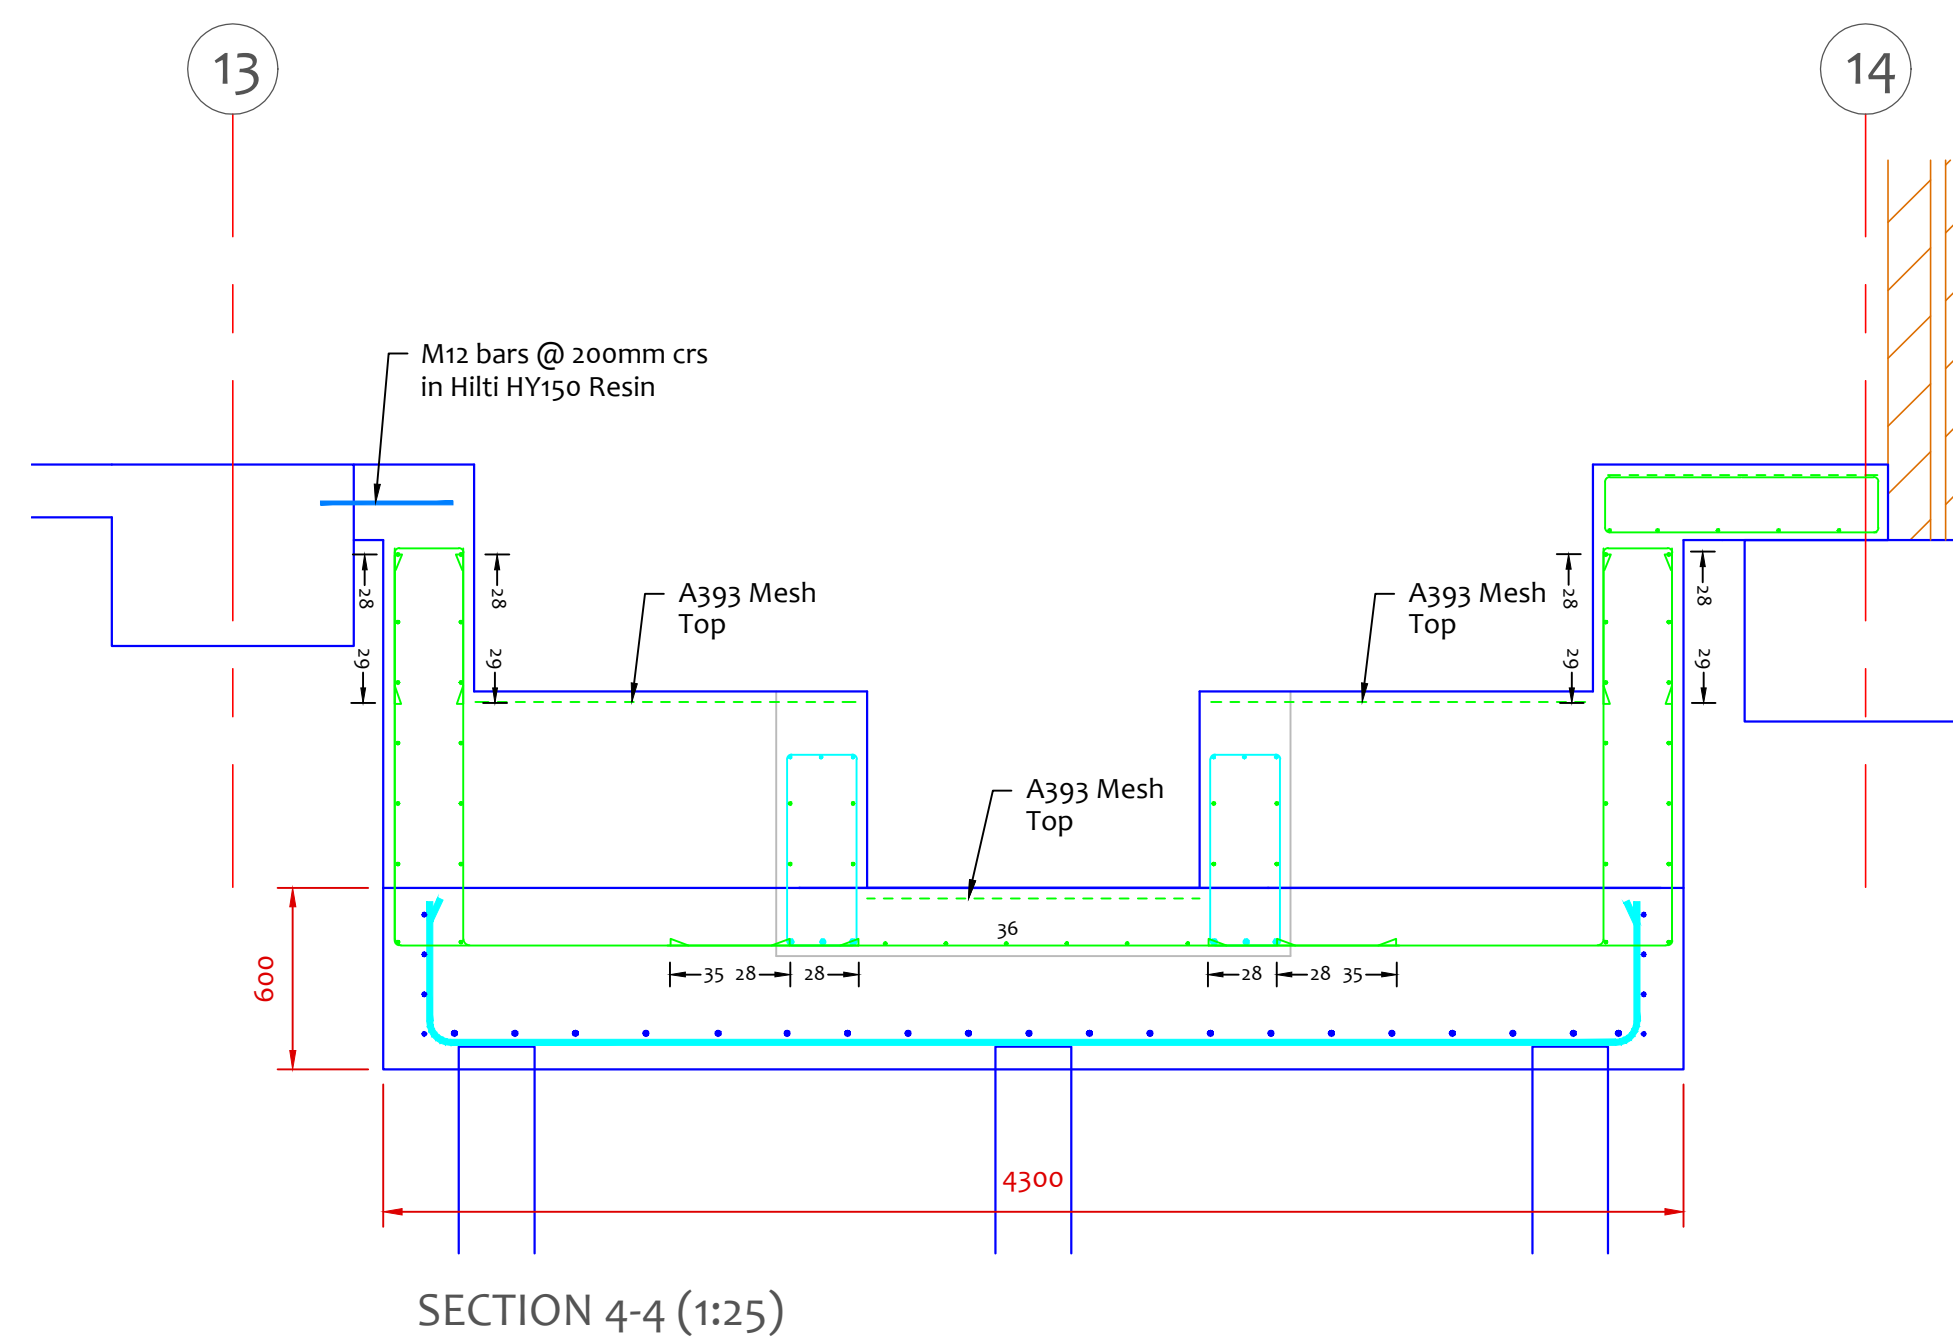 13
14
M12 bars @ 200mm crs
in Hilti HY150 Resin
A393 Mesh
Top
A393 Mesh
Top
28
28
28
28
29
29
29
29
A393 Mesh
Top
36
35 28
28
28
28 35
600
4300
SECTION 4-4 (1:25)